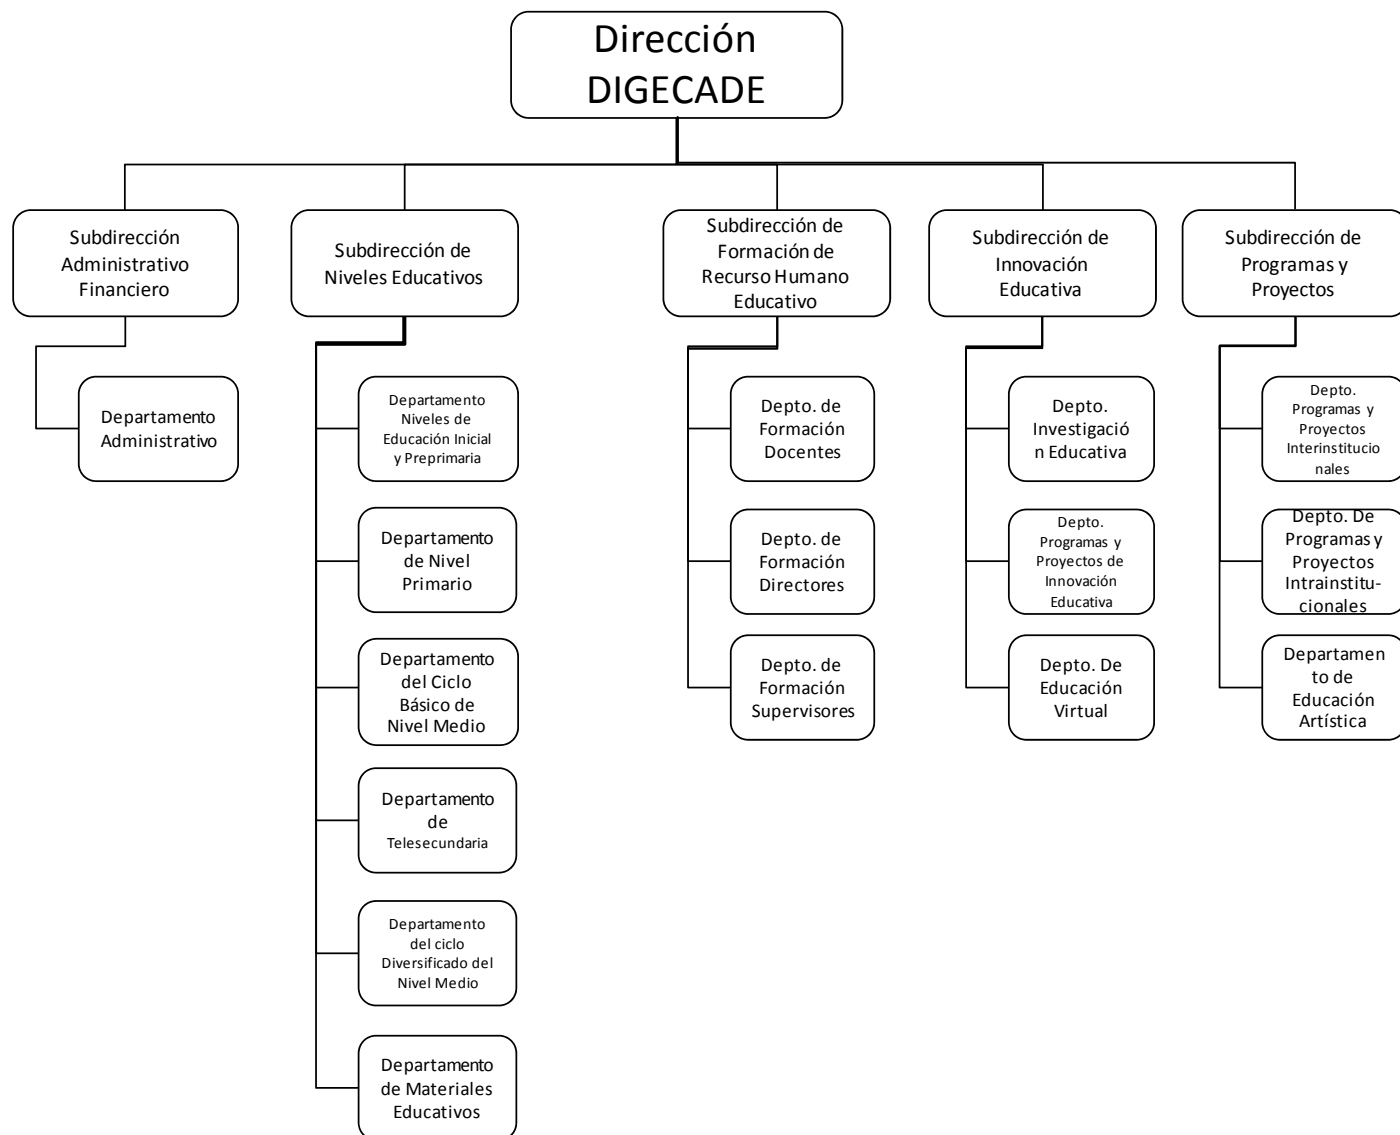 Dirección
DIGECADE
Subdirección
Administrativo
Financiero
Subdirección de
Niveles Educativos
Subdirección de
Formación de
Recurso Humano
Educativo
Subdirección de
Innovación
Educativa
Subdirección de
Programas y
Proyectos
Departamento
Administrativo
Departamento
Niveles de
Educación Inicial
y Preprimaria
Departamento
de Nivel
Primario
Departamento
del Ciclo
Básico de
Nivel Medio
Departamento
de
Telesecundaria
Departamento
del ciclo
Diversificado del
Nivel Medio
Departamento
de Materiales
Educativos
Depto. de
Formación
Docentes
Depto. de
Formación
Directores
Depto. de
Formación
Supervisores
Depto.
Investigació
n Educativa
Depto.
Programas y
Proyectos de
Innovación
Educativa
Depto. De
Educación
Virtual
Depto.
Programas y
Proyectos
Interinstitucio
nales
Depto. De
Programas y
Proyectos
Intrainstitu-
cionales
Departamen
to de
Educación
Artística